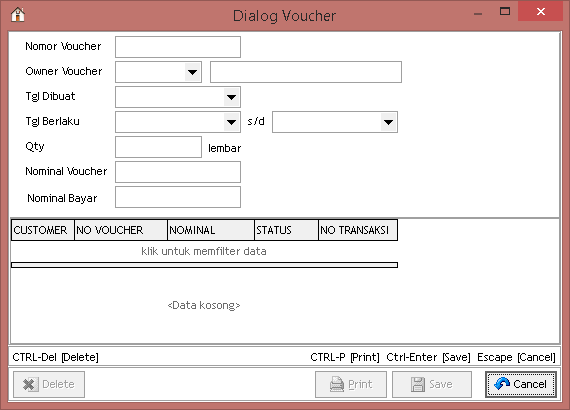 Dialog Voucher
Nomor Voucher
Owner Voucher
Tgl Dibuat
Tgl Berlaku s/d
Qty lembar
Nominal Voucher
Nominal Bayar
CUSTOMER NO VOUCHER NOMINAL STATUS NO TRANSAKSI
klik untuk memfilter data
<Data kosong>
CTRL-Del [Delete] CTRL-P [Print] Ctrl-Enter [Save] Escape [Cancel]
Delete Print Save Cancel